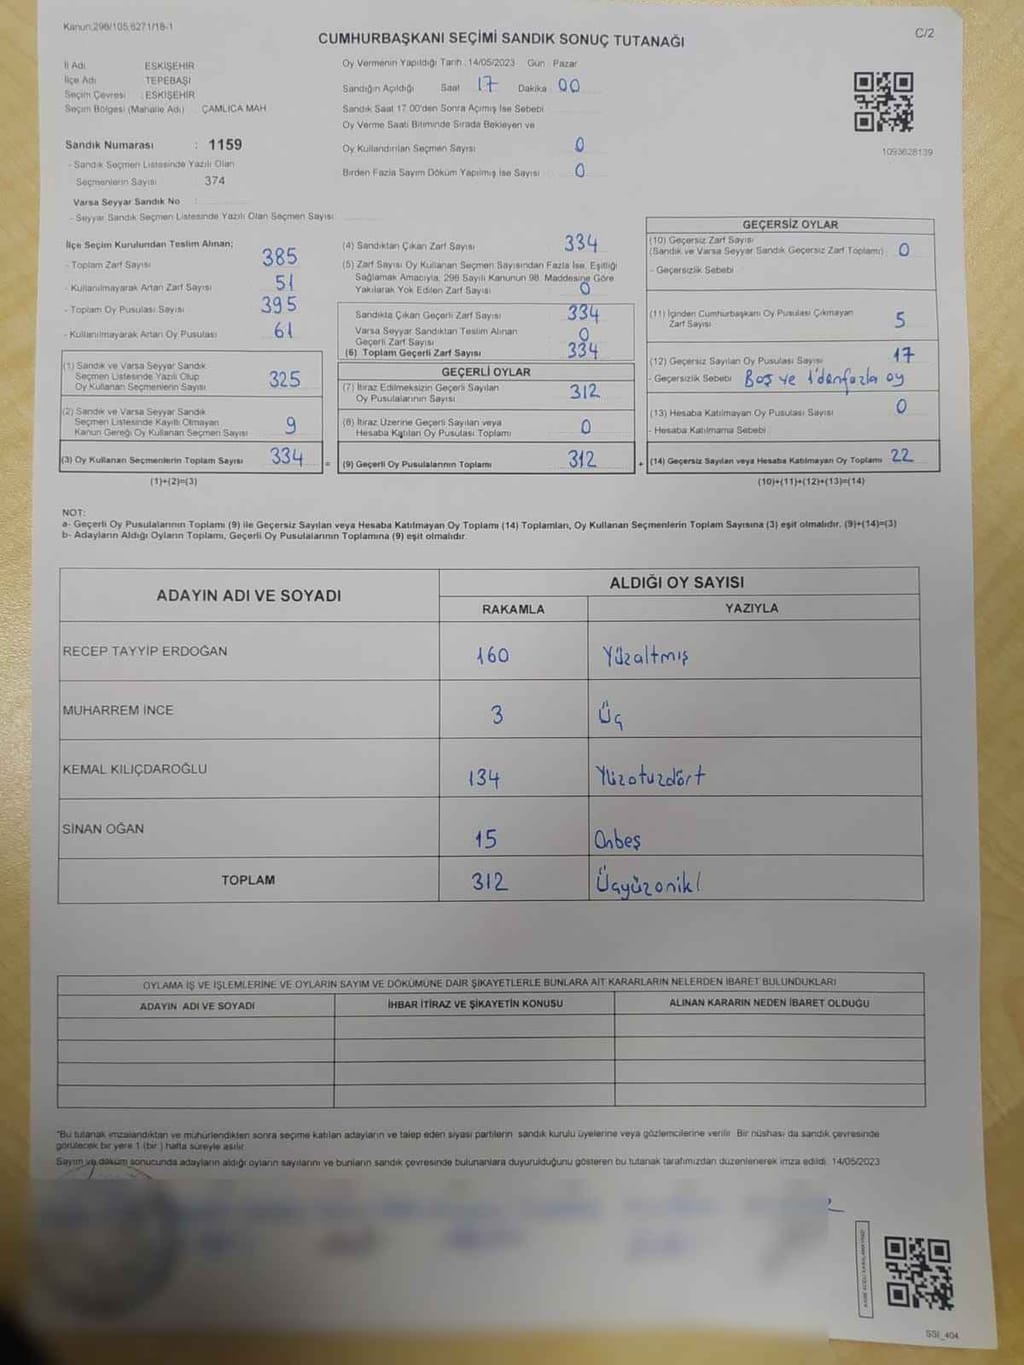 Kanun:298/105,6271/18-1
C/2
CUMHURBAŞKANI SEÇİMİ SANDIK SONUÇ TUTANAĞI
İl Adı ESKİŞEHİR
İlçe Adı TEPEBAŞI
Seçim Çevresi : ESKİŞEHİR
Seçim Bölgesi (Mahalle Adı) : ÇAMLICA MAH
Sandık Numarası : 1159
- Sandık Seçmen Listesinde Yazılı Olan
Seçmenlerin Sayısı 374
Varsa Seyyar Sandık No
- Seyyar Sandık Seçmen Listesinde Yazılı Olan Seçmen Sayısı
Oy Vermenin Yapıldığı Tarih : 14/05/2023 Gün : Pazar
Sandığın Açıldığı Saat 17 Dakika 00
Sandık Saat 17.00'den Sonra Açımış İse Sebebi
Oy Verme Saati Bitiminde Sırada Bekleyen ve
Oy Kullandırılan Seçmen Sayısı 0
Birden Fazla Sayım Döküm Yapılmış İse Sayısı 0
1093628139
İlçe Seçim Kurulundan Teslim Alınan;
- Toplam Zarf Sayısı 385
- Kullanılmayarak Artan Zarf Sayısı 51
- Toplam Oy Pusulası Sayısı 395
- Kullanılmayarak Artan Oy Pusulası 61
(1) Sandık ve Varsa Seyyar Sandık
Seçmen Listesinde Yazılı Olup
Oy Kullanan Seçmenlerin Sayısı 325
(2) Sandık ve Varsa Seyyar Sandık
Seçmen Listesinde Kayıtlı Olmayan
Kanun Gereği Oy Kullanan Seçmen Sayısı 9
(3) Oy Kullanan Seçmenlerin Toplam Sayısı 334 =
(1)+(2)=(3)
(4) Sandıktan Çıkan Zarf Sayısı 334
(5) Zarf Sayısı Oy Kullanan Seçmen Sayısından Fazla İse, Eşitliği
Sağlamak Amacıyla, 298 Sayılı Kanunun 98. Maddesine Göre
Yakılarak Yok Edilen Zarf Sayısı 0
Sandıkta Çıkan Geçerli Zarf Sayısı 334
Varsa Seyyar Sandıktan Teslim Alınan
Geçerli Zarf Sayısı 0
(6) Toplam Geçerli Zarf Sayısı 334
GEÇERLİ OYLAR
(7) İtiraz Edilmeksizin Geçerli Sayılan
Oy Pusulalarının Sayısı 312
(8) İtiraz Üzerine Geçerli Sayılan veya
Hesaba Katılan Oy Pusulası Toplamı 0
(9) Geçerli Oy Pusulalarının Toplamı 312 +
GEÇERSİZ OYLAR
(10) Geçersiz Zarf Sayısı
(Sandık ve Varsa Seyyar Sandık Geçersiz Zarf Toplamı) 0
- Geçersizlik Sebebi
(11) İçinden Cumhurbaşkanı Oy Pusulası Çıkmayan
Zarf Sayısı 5
(12) Geçersiz Sayılan Oy Pusulası Sayısı 17
- Geçersizlik Sebebi Boş ve 1'denfazla oy
(13) Hesaba Katılmayan Oy Pusulası Sayısı 0
- Hesaba Katılmama Sebebi
(14) Geçersiz Sayılan veya Hesaba Katılmayan Oy Toplamı 22
(10)+(11)+(12)+(13)=(14)
NOT:
a- Geçerli Oy Pusulalarının Toplamı (9) ile Geçersiz Sayılan veya Hesaba Katılmayan Oy Toplamı (14) Toplamları, Oy Kullanan Seçmenlerin Toplam Sayısına (3) eşit olmalıdır. (9)+(14)=(3)
b- Adayların Aldığı Oyların Toplamı, Geçerli Oy Pusulalarının Toplamına (9) eşit olmalıdır.
ADAYIN ADI VE SOYADI ALDIĞI OY SAYISI
RAKAMLA YAZIYLA
RECEP TAYYİP ERDOĞAN 160 Yüzaltmış
MUHARREM İNCE 3 Üç
KEMAL KILIÇDAROĞLU 134 Yüzotuzdört
SİNAN OĞAN 15 Onbeş
TOPLAM 312 Üçyüzoniki
OYLAMA İŞ VE İŞLEMLERİNE VE OYLARIN SAYIM VE DÖKÜMÜNE DAİR ŞİKAYETLERLE BUNLARA AİT KARARLARIN NELERDEN İBARET BULUNDUKLARI
ADAYIN ADI VE SOYADI İHBAR İTİRAZ VE ŞİKAYETİN KONUSU ALINAN KARARIN NEDEN İBARET OLDUĞU
*Bu tutanak imzalandıktan ve mühürlendikten sonra seçime katılan adayların ve talep eden siyasi partilerin sandık kurulu üyelerine veya gözlemcilerine verilir. Bir nüshası da sandık çevresinde
görülecek bir yere 1 (bir ) hafta süreyle asılır.
Sayım ve döküm sonucunda adayların aldığı oyların sayılarını ve bunların sandık çevresinde bulunanlara duyurulduğunu gösteren bu tutanak tarafımızdan düzenlenerek imza edildi. 14/05/2023
SSI_404